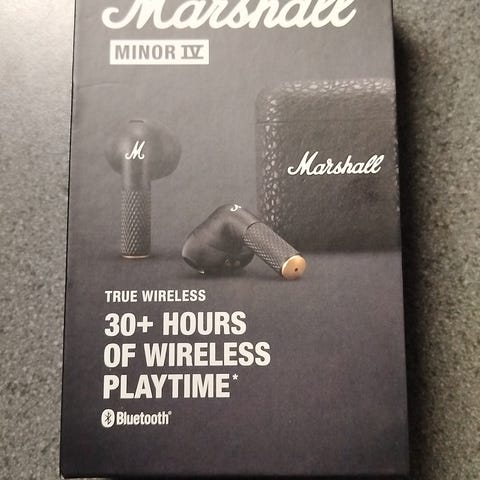 Marshall
MINOR IV
M
Marshall
TRUE WIRELESS
30+ HOURS
OF WIRELESS
PLAYTIME*
Bluetooth®